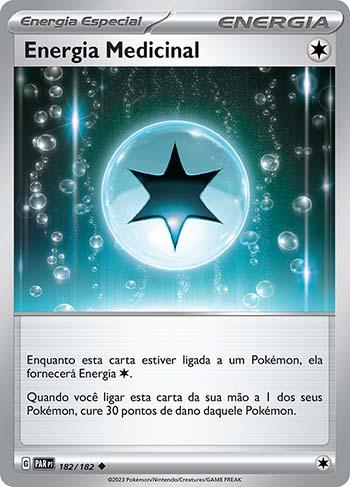 Energia Especial ENERGIA
Energia Medicinal
Enquanto esta carta estiver ligada a um Pokémon, ela
fornecerá Energia .
Quando você ligar esta carta da sua mão a 1 dos seus
Pokémon, cure 30 pontos de dano daquele Pokémon.
G PAR PT 182/182
©2023 Pokémon/Nintendo/Creatures/GAME FREAK